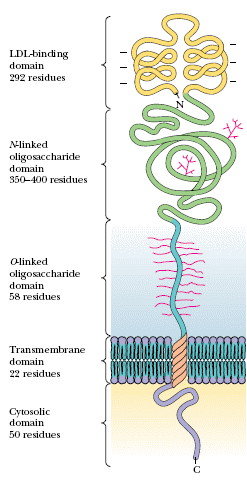 LDL-binding
domain
292 residues
N
N-linked
oligosaccharide
domain
350–400 residues
O-linked
oligosaccharide
domain
58 residues
Transmembrane
domain
22 residues
Cytosolic
domain
50 residues
C